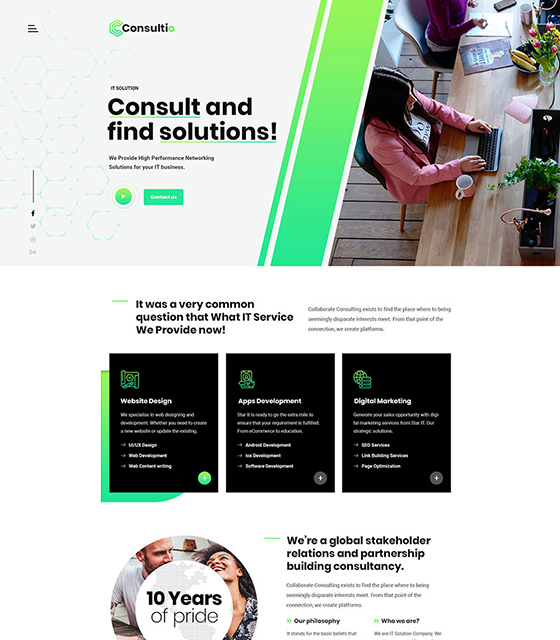 Consultio
IT SOLUTION
Consult and
find solutions!
We Provide High Performance Networking
Solutions for your IT business.
Contact us
It was a very common
question that What IT Service
We Provide now!
Collaborate Consulting exists to find the place where to being
seemingly disparate interests meet. From that point of the
connection, we create platforms.
Website Design
We specialise in web designing and
development. Whether you need to create
a new website or update the existing.
UI/UX Design
Web Development
Web Content writing
Apps Development
Star It is ready to go the extra mile to
ensure that your requirement is fulfilled.
From eCommerce to education.
Android Development
ios Development
Software Development
Digital Marketing
Generate your sales opportunity with digi-
tal marketing services from Star IT. Our
strategic solutions.
SEO Services
Link Building Services
Page Optimization
10 Years
of pride
We're a global stakeholder
relations and partnership
building consultancy.
Collaborate Consulting exists to find the place where to being
seemingly disparate interests meet. From that point of the
connection, we create platforms.
Our philosophy
It stands for the basic beliefs that
Who we are?
We are IT Solution Company. We